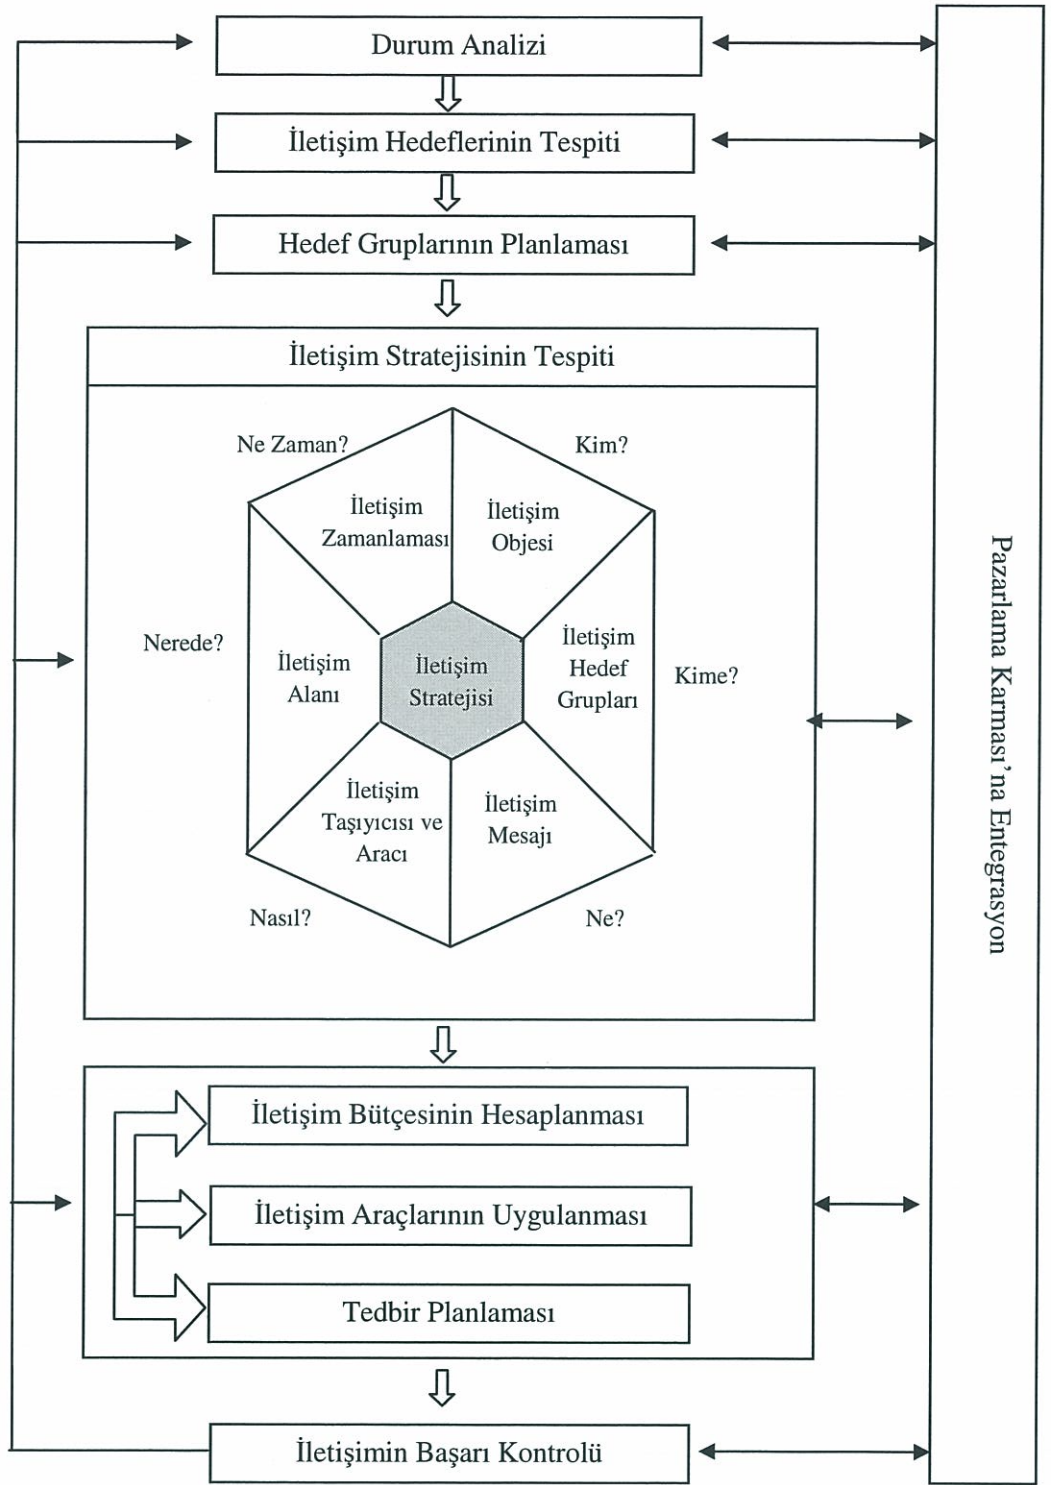 Durum Analizi
İletişim Hedeflerinin Tespiti
Hedef Gruplarının Planlaması
İletişim Stratejisinin Tespiti
Ne Zaman?
Kim?
İletişim
Zamanlaması
İletişim
Objesi
Nerede?
İletişim
Alanı
İletişim
Stratejisi
İletişim
Hedef
Grupları
Kime?
İletişim
Taşıyıcısı ve
Aracı
İletişim
Mesajı
Nasıl?
Ne?
İletişim Bütçesinin Hesaplanması
İletişim Araçlarının Uygulanması
Tedbir Planlaması
İletişimin Başarı Kontrolü
Pazarlama Karması'na Entegrasyon